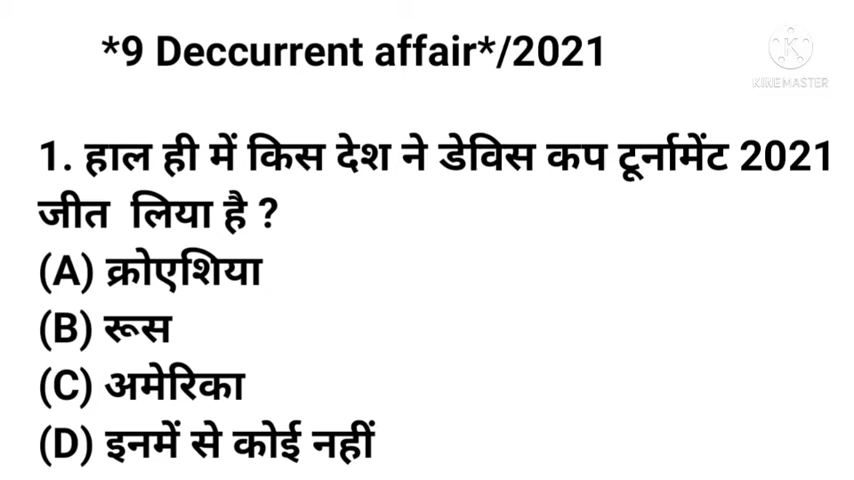 *9 Deccurrent affair*/2021
KINEMASTER
1. हाल ही में किस देश ने डेविस कप टूर्नामेंट 2021
जीत लिया है ?
(A) क्रोएशिया
(B) रूस
(C) अमेरिका
(D) इनमें से कोई नहीं